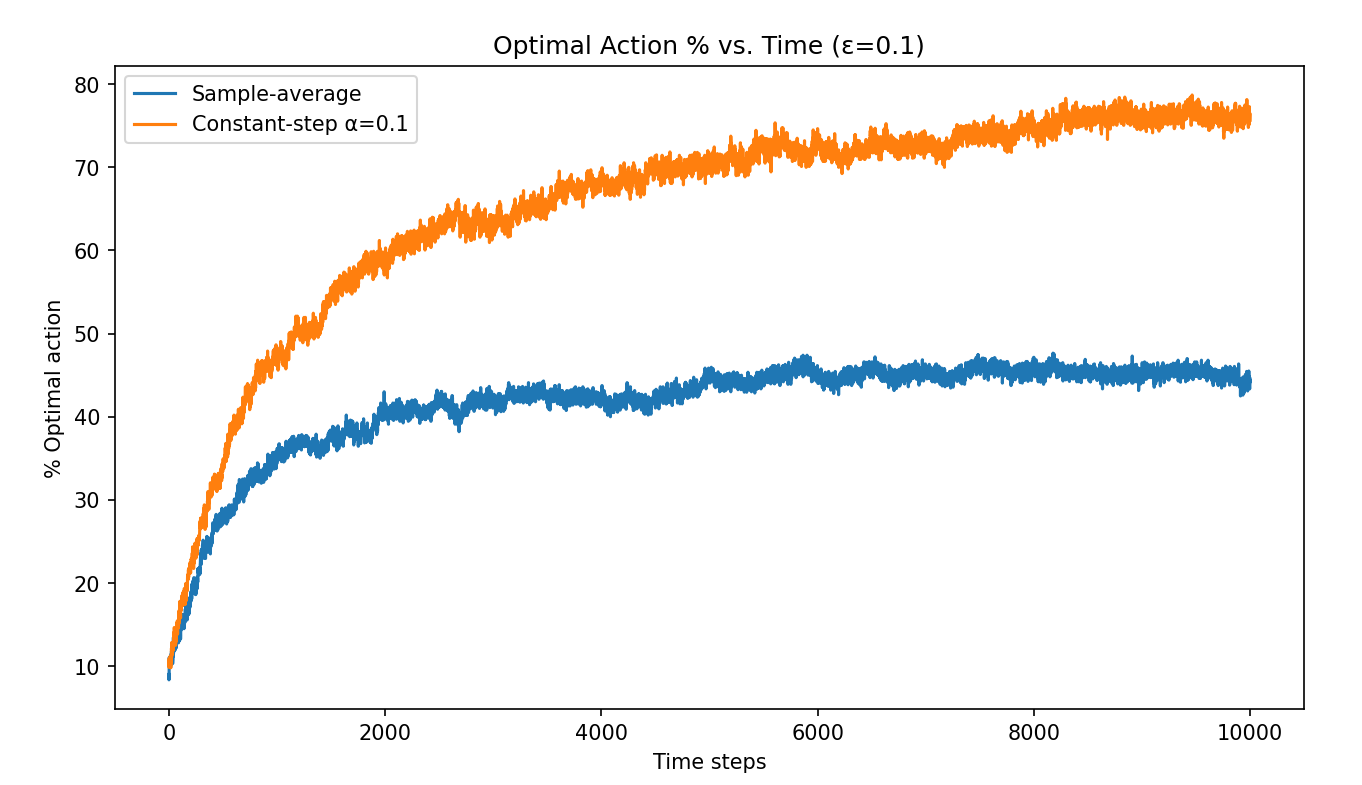 Optimal Action % vs. Time (ε=0.1)
Sample-average
Constant-step α=0.1
% Optimal action
80
70
60
50
40
30
20
10
0
2000
4000
6000
8000
10000
Time steps